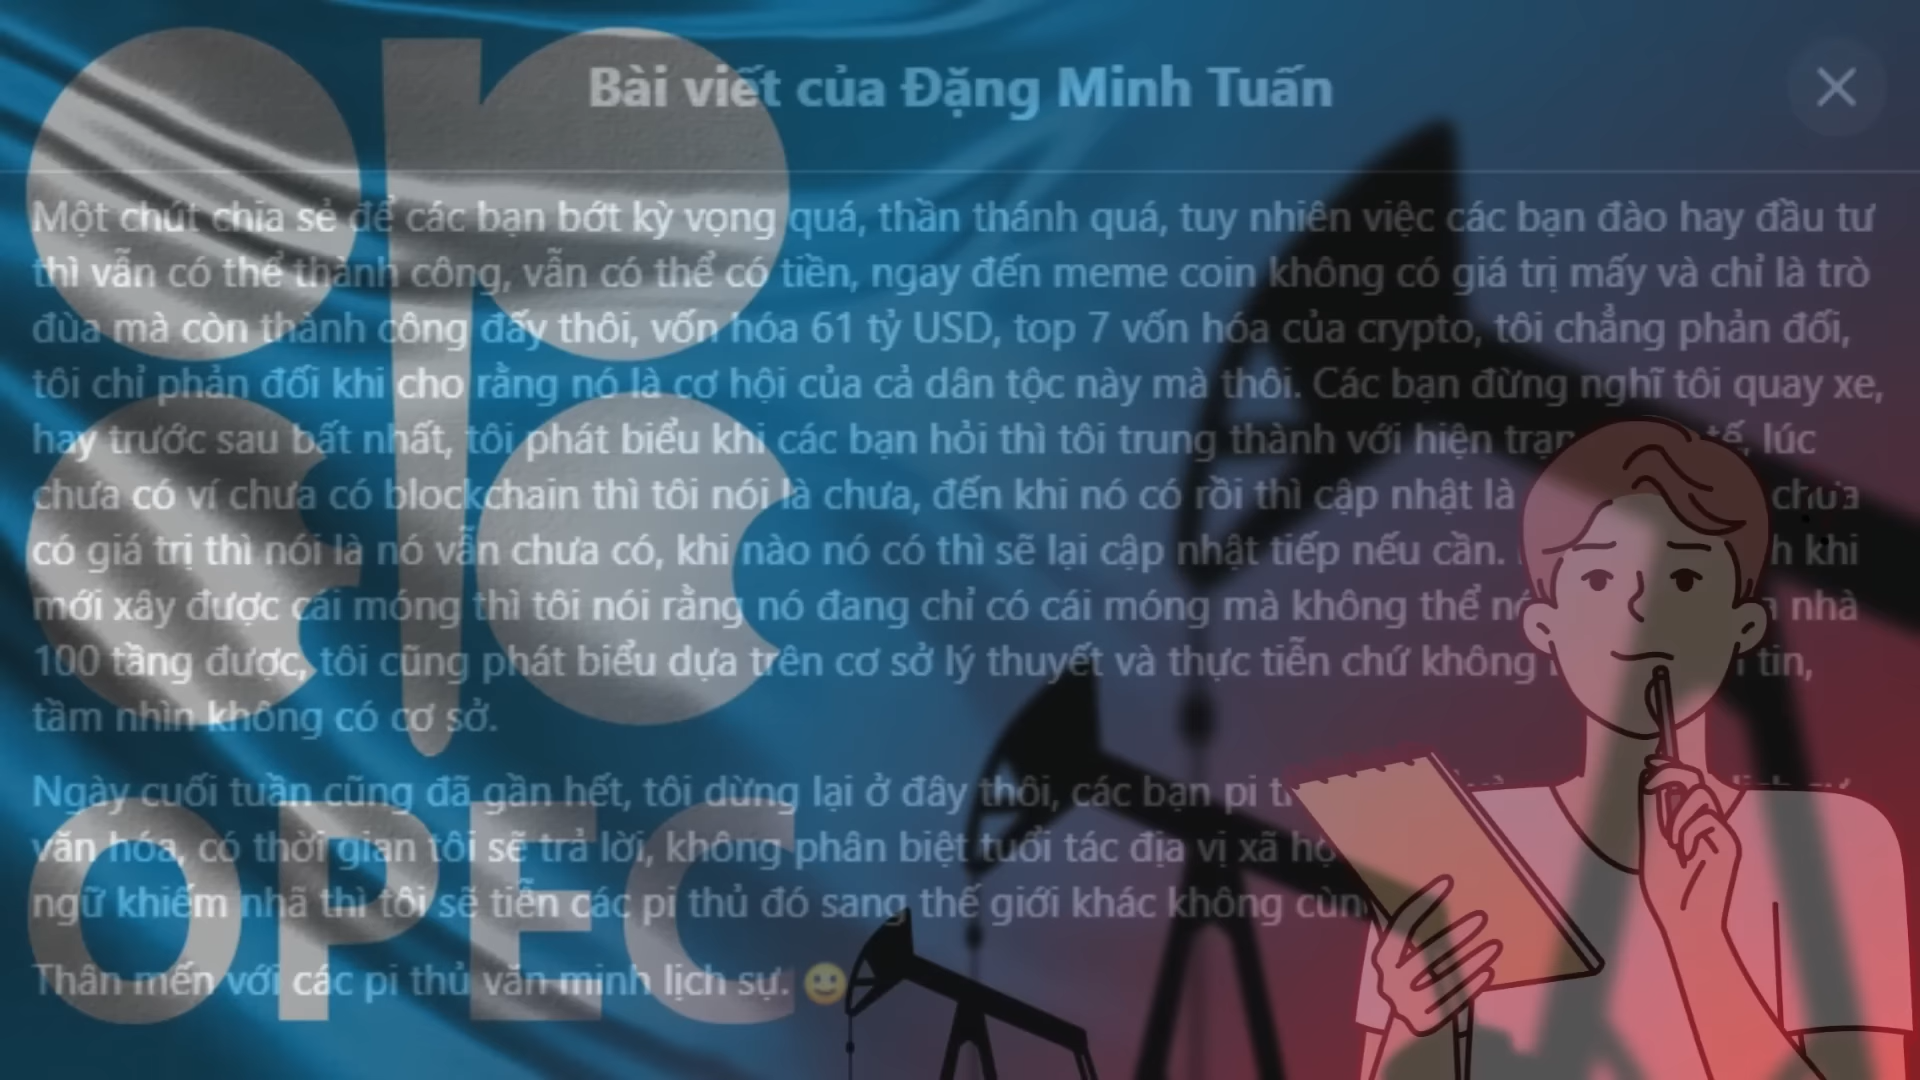 Bài viết của Đặng Minh Tuấn
Một chút chia sẻ để các bạn bớt kỳ vọng quá, thần thánh quá, tuy nhiên việc các bạn đào hay đầu tư
thì vẫn có thể thành công, vẫn có thể có tiền, ngay đến meme coin không có giá trị mấy và chỉ là trò
đùa mà còn thành công đấy thôi, vốn hóa 61 tỷ USD, top 7 vốn hóa của crypto, tôi chẳng phản đối,
tôi chỉ phản đối khi cho rằng nó là cơ hội của cả dân tộc này mà thôi. Các bạn đừng nghĩ tôi quay xe,
hay trước sau bất nhất, tôi phát biểu khi các bạn hỏi thì tôi trung thành với hiện trạng tế, lúc
chưa có ví chưa có blockchain thì tôi nói là chưa, đến khi nó có rồi thì cập nhật là chưa
có giá trị thì nói là nó vẫn chưa có, khi nào nó có thì sẽ lại cập nhật tiếp nếu cần. khi
mới xây được cái móng thì tôi nói rằng nó đang chỉ có cái móng mà không thể nhà
100 tầng được, tôi cũng phát biểu dựa trên cơ sở lý thuyết và thực tiễn chứ không tin,
tầm nhìn không có cơ sở.
Ngày cuối tuần cũng đã gần hết, tôi dừng lại ở đây thôi, các bạn pi lịch sự
văn hóa, có thời gian tôi sẽ trả lời, không phân biệt tuổi tác địa vị xã
ngữ khiếm nhã thì tôi sẽ tiễn các pi thủ đó sang thế giới khác không
Thân mến với các pi thủ văn minh lịch sự. 🙂
OPEC